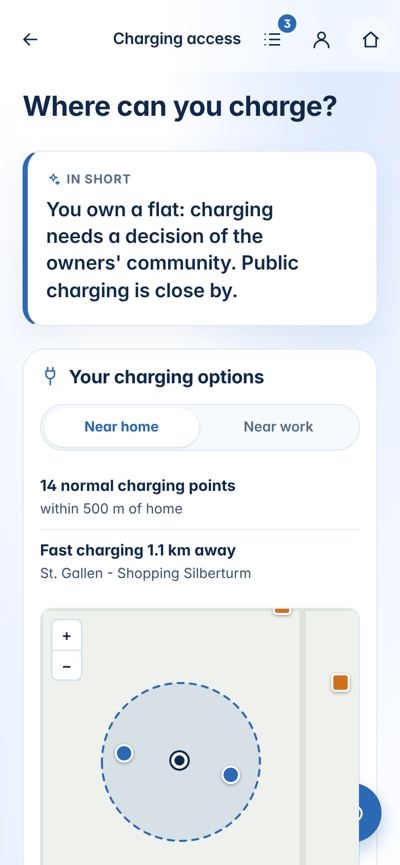 Charging access
3
Where can you charge?
IN SHORT
You own a flat: charging
needs a decision of the
owners' community. Public
charging is close by.
Your charging options
Near home
Near work
14 normal charging points
within 500 m of home
Fast charging 1.1 km away
St. Gallen - Shopping Silberturm
+
−